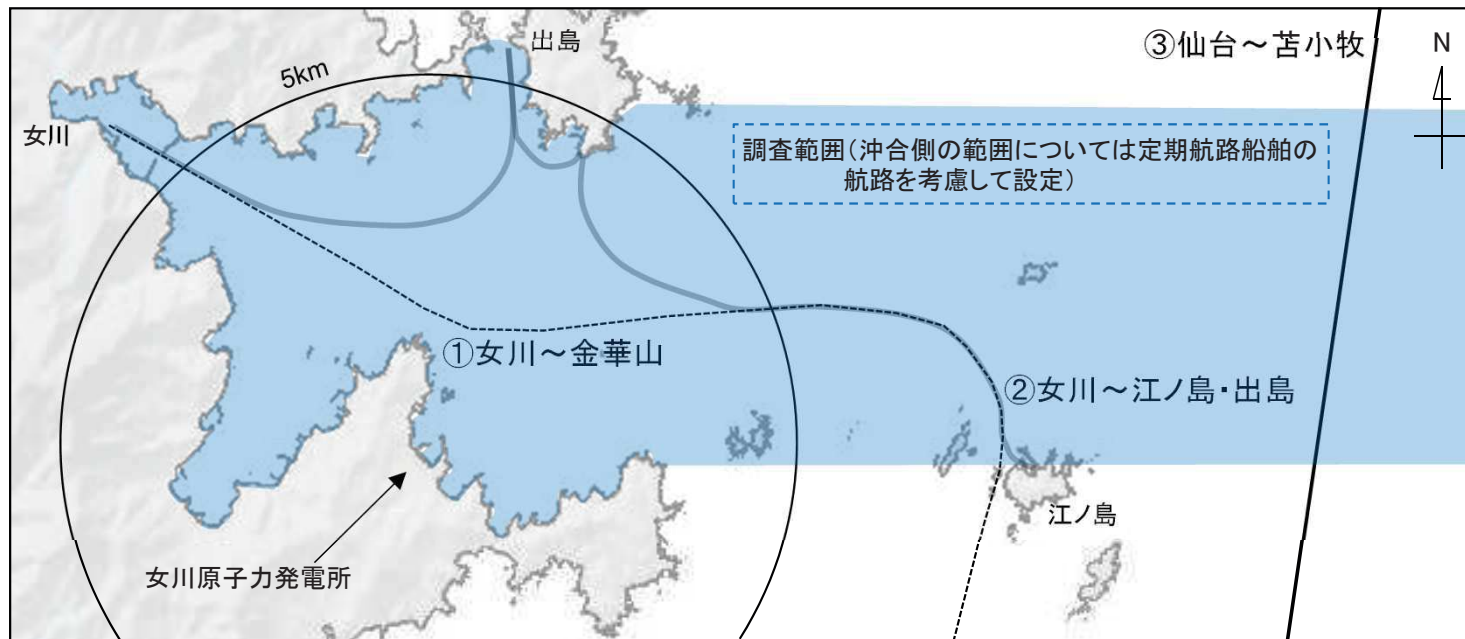 出島
③仙台～苫小牧
N
5km
女川
調査範囲（沖合側の範囲については定期航路船舶の
航路を考慮して設定）
①女川～金華山
②女川～江ノ島・出島
江ノ島
女川原子力発電所